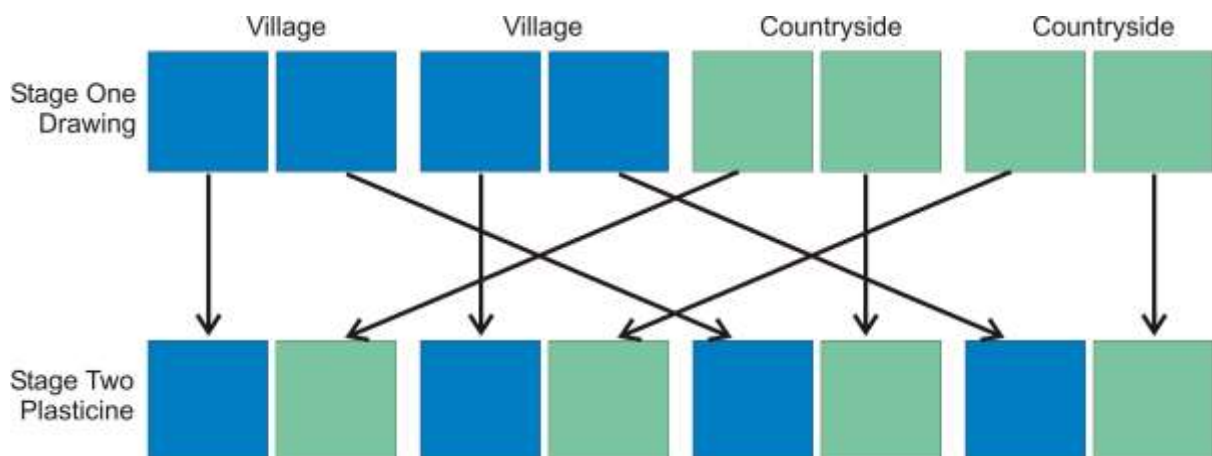 Village
Village
Countryside
Countryside
Stage One
Drawing
Stage Two
Plasticine